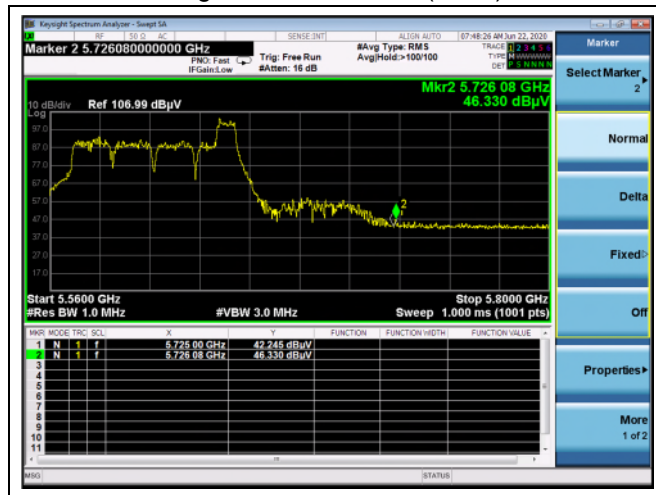 Keysight Spectrum Analyzer - Swept SA
RF 50 Ω AC SENSE:INT ALIGN AUTO 07:48:26 AM Jun 22, 2020
Marker 2 5.726080000000 GHz
PNO: Fast Trig: Free Run #Avg Type: RMS TRACE 1 2 3 4 5 6
IFGain:Low #Atten: 16 dB Avg|Hold:>100/100 TYPE
DET P S N N N N
Mkr2 5.726 08 GHz
46.330 dBµV
10 dB/div Ref 106.99 dBµV
Log
97.0
87.0
77.0
67.0
57.0
47.0
37.0
27.0
17.0
2
Start 5.5600 GHz Stop 5.8000 GHz
#Res BW 1.0 MHz #VBW 3.0 MHz Sweep 1.000 ms (1001 pts)
MKR MODE TRC SCL X Y FUNCTION FUNCTION WIDTH FUNCTION VALUE
1 N 1 f 5.725 00 GHz 42.245 dBµV
2 N 1 f 5.726 08 GHz 46.330 dBµV
3
4
5
6
7
8
9
10
11
MSG STATUS
Marker
Select Marker
2
Normal
Delta
Fixed
Off
Properties
More
1 of 2